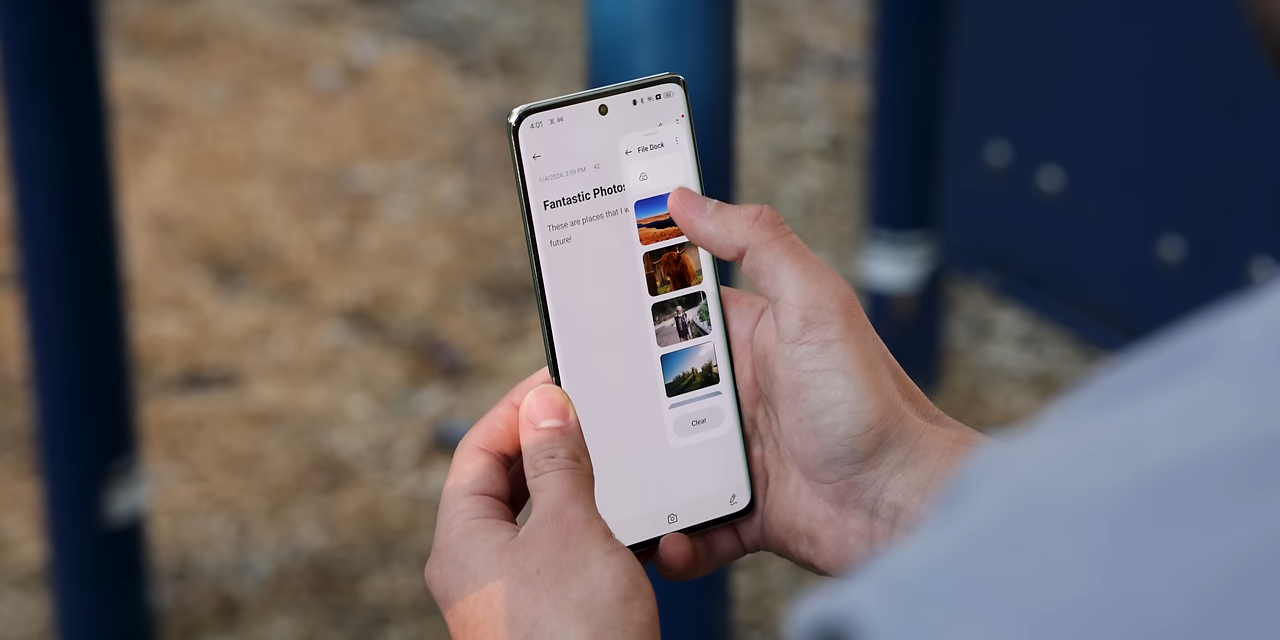 4:01
File Dock
1/4/2024, 3:59 PM 42
Fantastic Photos
These are places that I w
future!
Clear